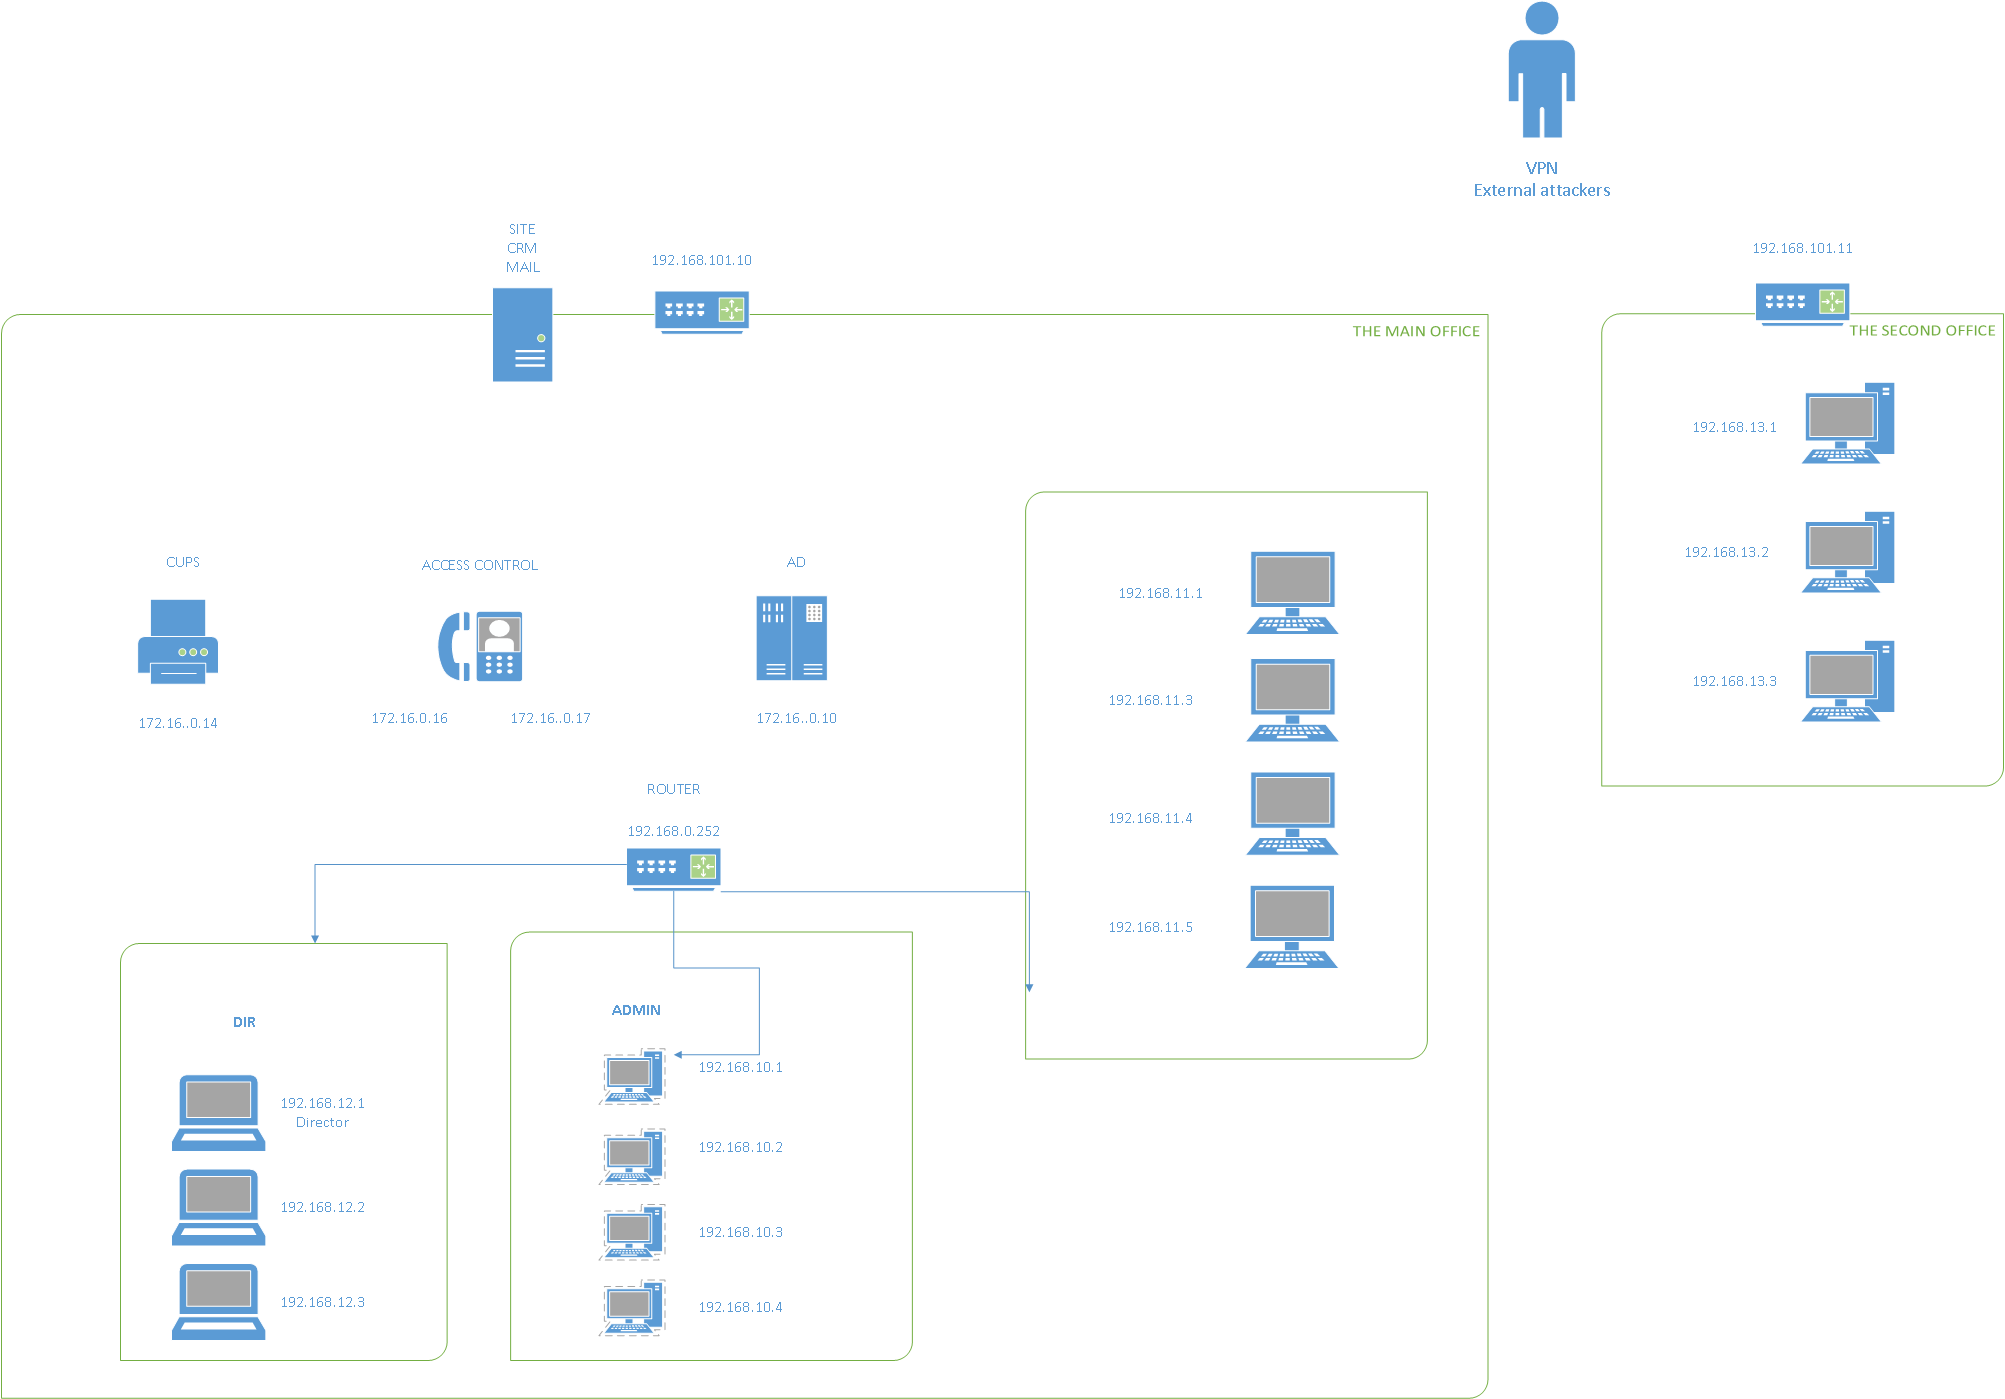 VPN
External attackers
SITE
CRM
MAIL
192.168.101.10
192.168.101.11
THE MAIN OFFICE
THE SECOND OFFICE
192.168.13.1
192.168.13.2
192.168.13.3
CUPS
ACCESS CONTROL
AD
172.16..0.14
172.16.0.16
172.16..0.17
172.16..0.10
192.168.11.1
192.168.11.3
192.168.11.4
192.168.11.5
ROUTER
192.168.0.252
DIR
192.168.12.1
Director
192.168.12.2
192.168.12.3
ADMIN
192.168.10.1
192.168.10.2
192.168.10.3
192.168.10.4